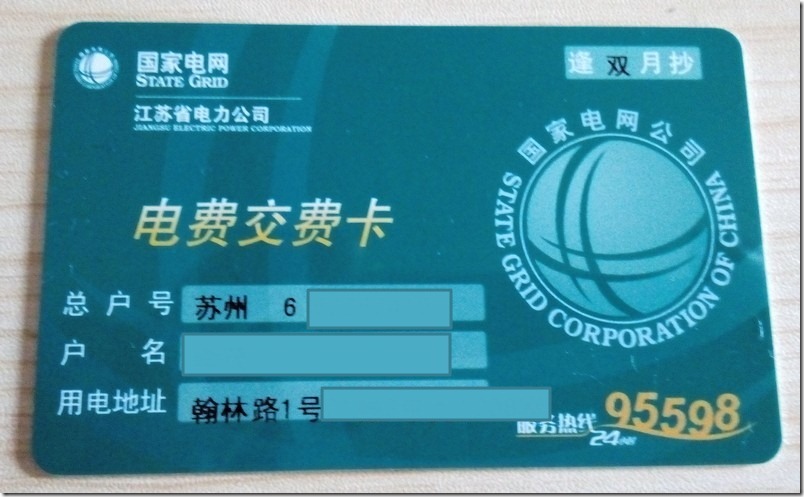 国家电网
STATE GRID
江苏省电力公司
JIANGSU ELECTRIC POWER CORPORATION
逢 双 月抄
国家电网公司
STATE GRID CORPORATION OF CHINA
电费交费卡
总户号 苏州 6
户名
用电地址 翰林路1号
服务热线 95598
24小时